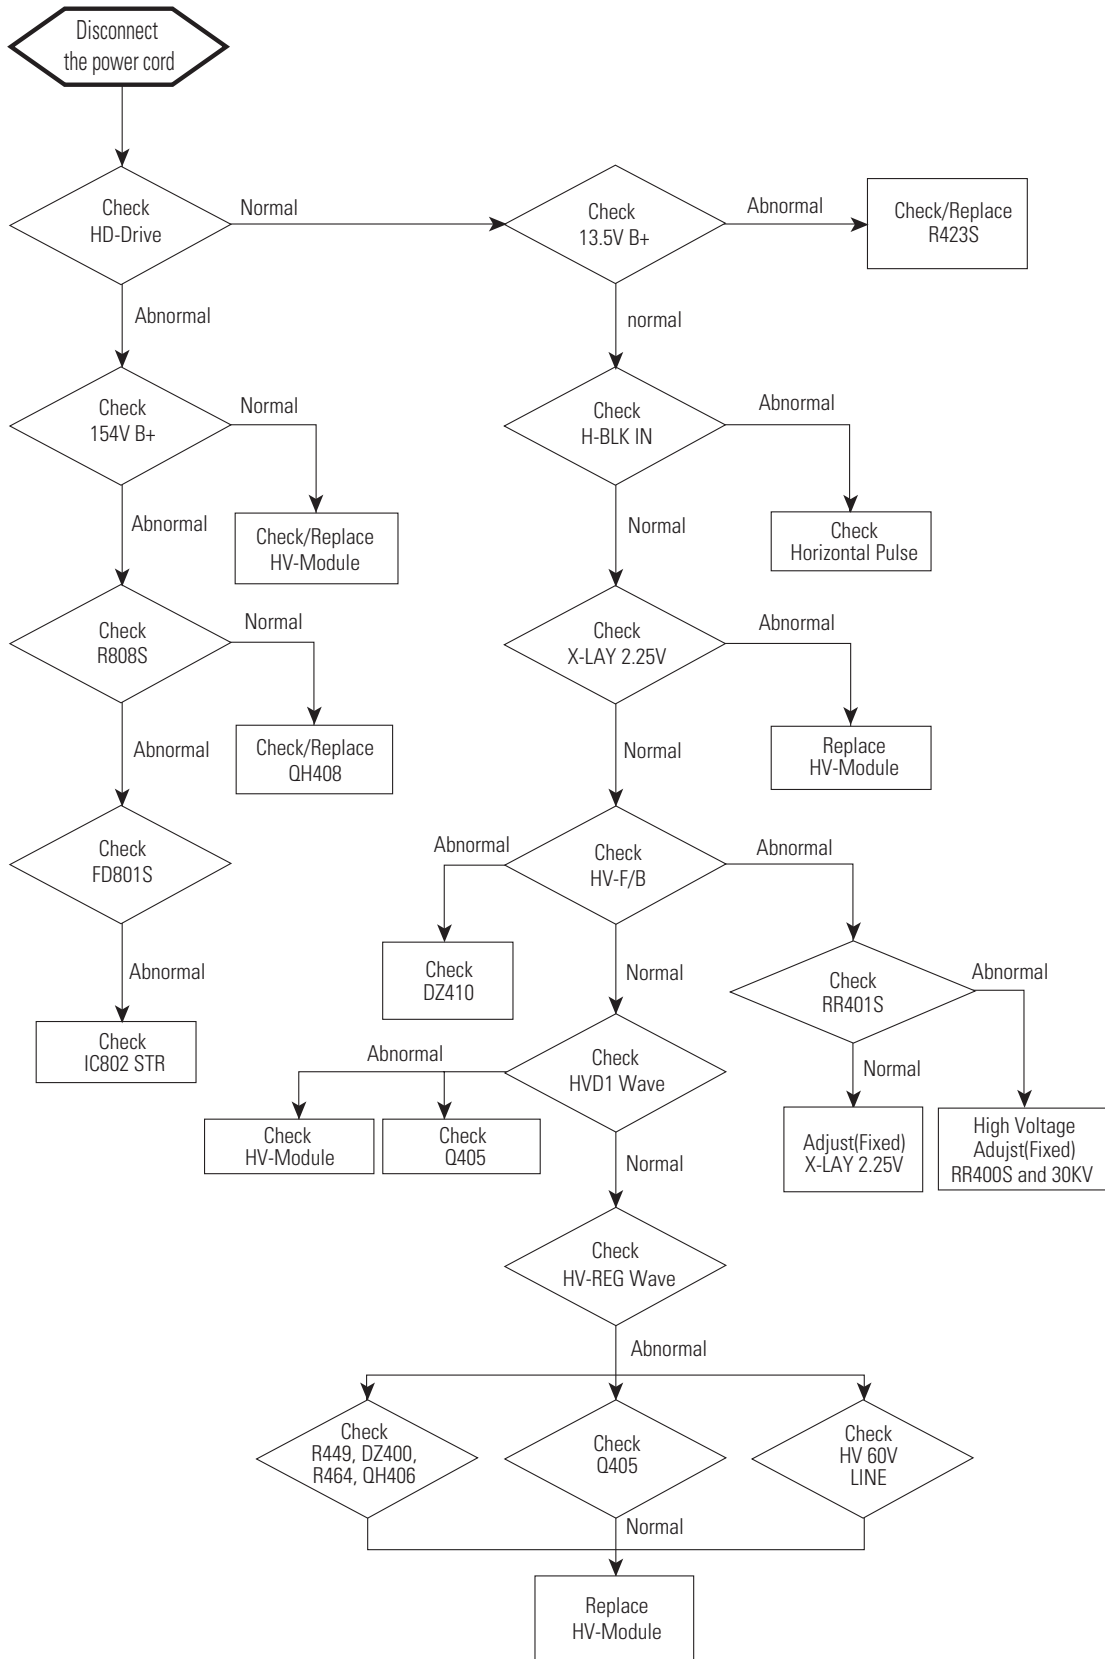 Disconnect
the power cord
Check
HD-Drive
Normal
Check
13.5V B+
Abnormal
Check/Replace
R423S
Abnormal
normal
Check
154V B+
Normal
Check
H-BLK IN
Abnormal
Abnormal
Check/Replace
HV-Module
Normal
Check
Horizontal Pulse
Check
R808S
Normal
Check
X-LAY 2.25V
Abnormal
Abnormal
Check/Replace
QH408
Normal
Replace
HV-Module
Check
FD801S
Abnormal
Check
HV-F/B
Abnormal
Abnormal
Check
IC802 STR
Check
DZ410
Normal
Check
RR401S
Abnormal
Abnormal
Check
HVD1 Wave
Normal
Check
HV-Module
Check
Q405
Normal
Adjust(Fixed)
X-LAY 2.25V
High Voltage
Adujst(Fixed)
RR400S and 30KV
Check
HV-REG Wave
Abnormal
Check
R449, DZ400,
R464, QH406
Check
Q405
Check
HV 60V
LINE
Normal
Replace
HV-Module